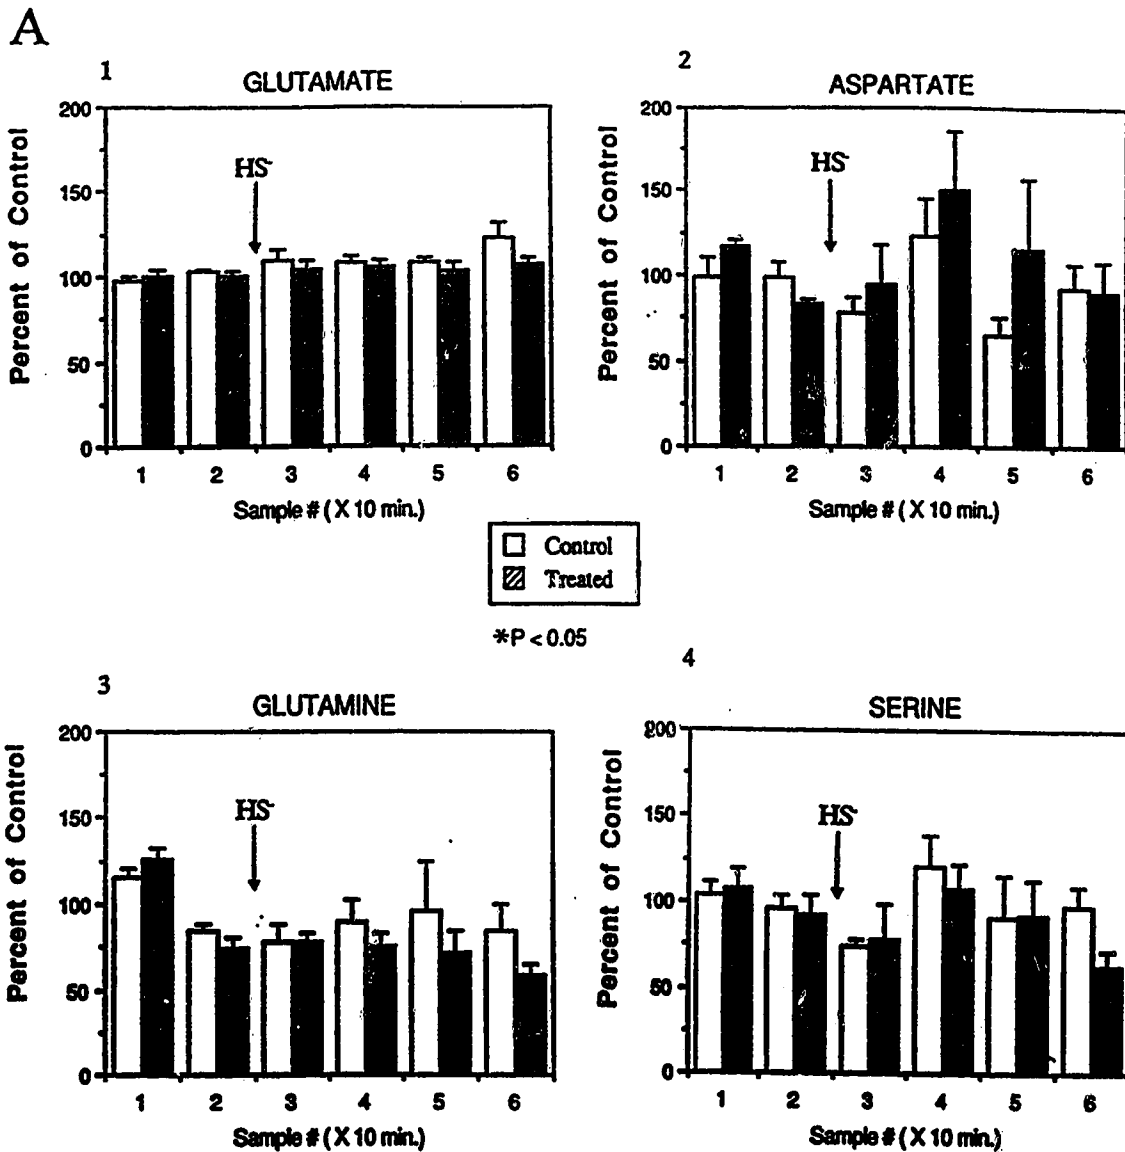 A
1
GLUTAMATE
200
150
100
50
0
Percent of Control
HS-
1 2 3 4 5 6
Sample # ( X 10 min.)
2
ASPARTATE
200
150
100
50
0
Percent of Control
HS-
1 2 3 4 5 6
Sample # ( X 10 min.)
Control
Treated
*P < 0.05
3
GLUTAMINE
200
150
100
50
0
Percent of Control
HS-
1 2 3 4 5 6
Sample # ( X 10 min.)
4
SERINE
200
150
100
50
0
Percent of Control
HS-
1 2 3 4 5 6
Sample # ( X 10 min.)